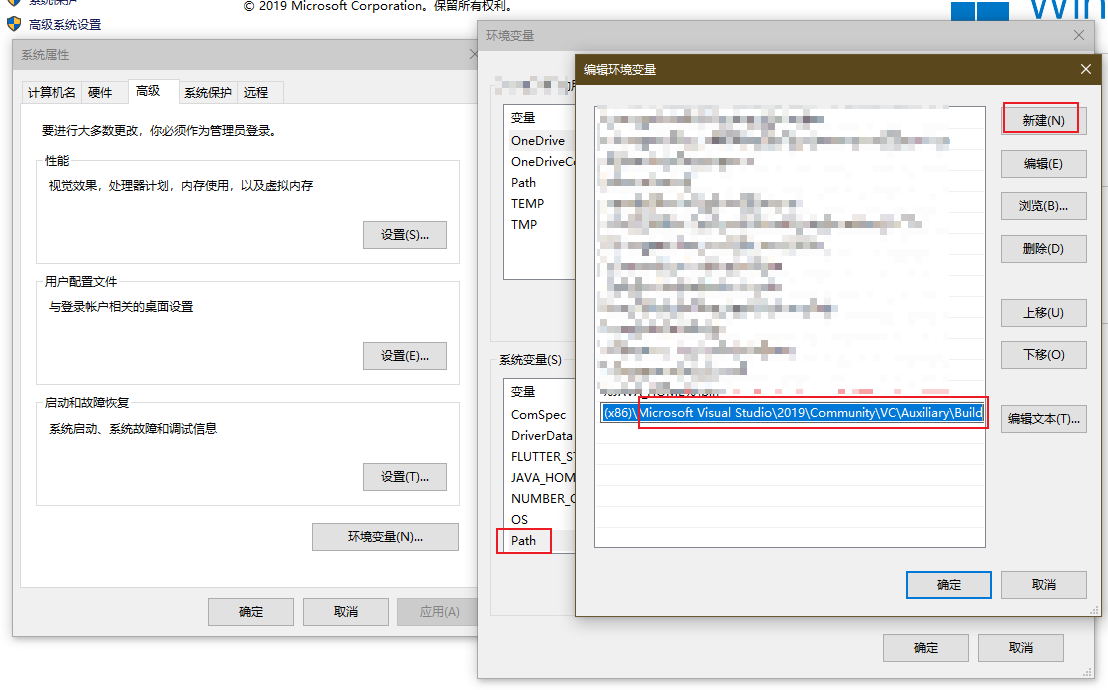 系统保护
高级系统设置
© 2019 Microsoft Corporation。保留所有权利。
系统属性
计算机名
硬件
高级
系统保护
远程
要进行大多数更改，你必须作为管理员登录。
性能
视觉效果，处理器计划，内存使用，以及虚拟内存
设置(S)...
用户配置文件
与登录帐户相关的桌面设置
设置(E)...
启动和故障恢复
系统启动、系统故障和调试信息
设置(T)...
环境变量(N)...
确定
取消
应用(A)
环境变量
变量
OneDrive
OneDriveCo
Path
TEMP
TMP
系统变量(S)
变量
ComSpec
DriverData
FLUTTER_ST
JAVA_HOM
NUMBER_O
OS
Path
确定
取消
编辑环境变量
(x86)\\Microsoft Visual Studio\2019\Community\VC\Auxiliary\Build
新建(N)
编辑(E)
浏览(B)...
删除(D)
上移(U)
下移(O)
编辑文本(T)...
确定
取消